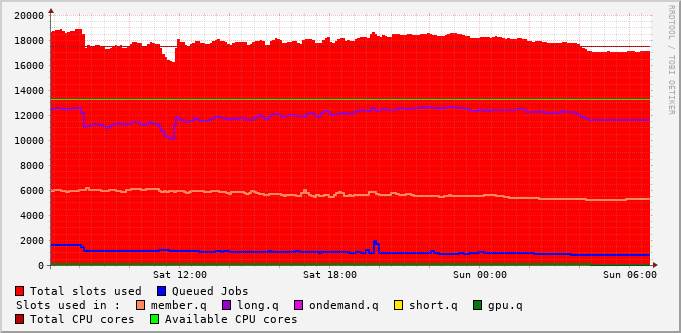 20000
18000
16000
14000
12000
10000
8000
6000
4000
2000
0
Sat 12:00 Sat 18:00 Sun 00:00 Sun 06:00
RRDTOOL / TOBI OETIKER
Total slots used Queued Jobs
Slots used in : member.q long.q ondemand.q short.q gpu.q
Total CPU cores Available CPU cores